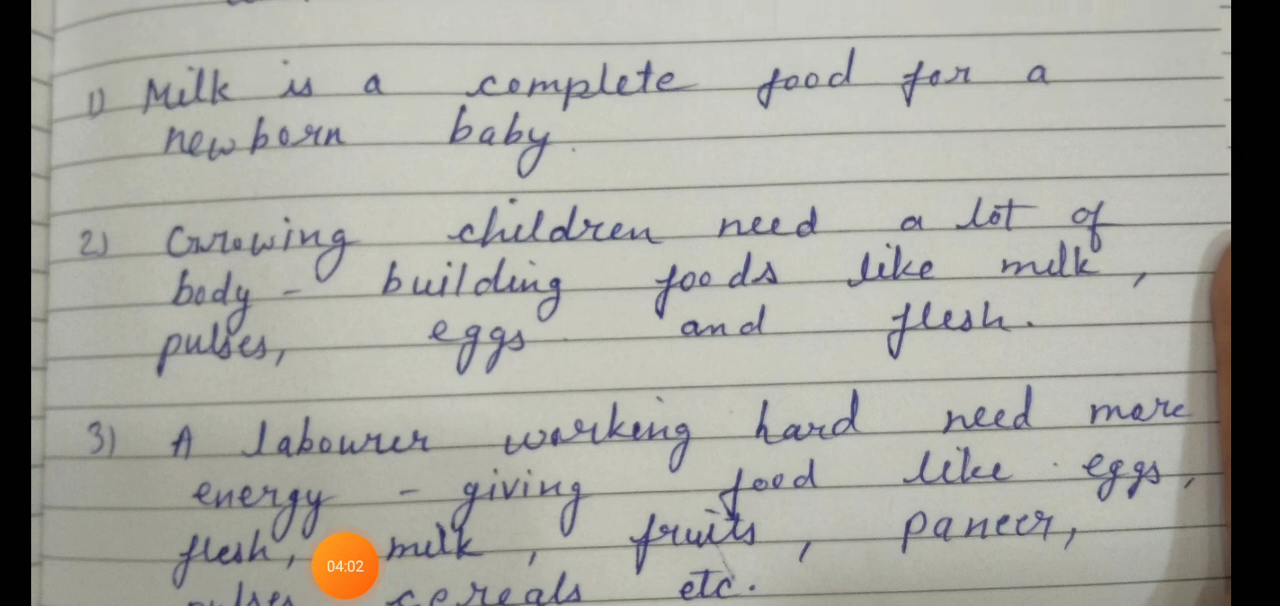 1) Milk is a complete food for a
newborn baby.
2) Growing children need a lot of
body - building foods like milk,
pulses, eggs and flesh.
3) A labourer working hard need more
energy - giving food like eggs,
flesh, milk, fruits, paneer,
pulses cereals etc.
04:02